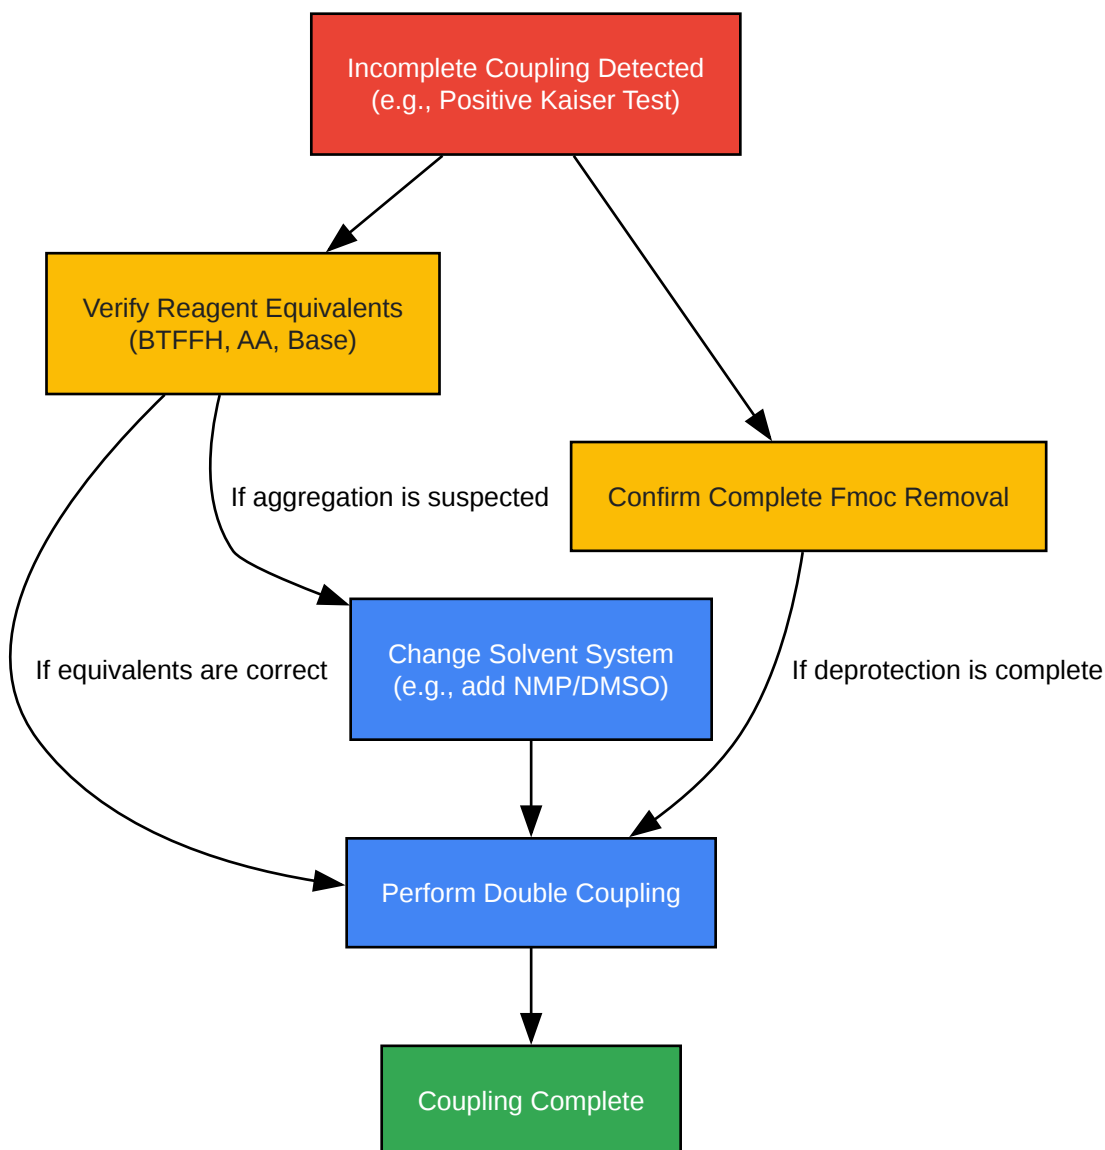 Incomplete Coupling Detected
(e.g., Positive Kaiser Test)
Verify Reagent Equivalents
(BTFFH, AA, Base)
If aggregation is suspected
Confirm Complete Fmoc Removal
If equivalents are correct
Change Solvent System
(e.g., add NMP/DMSO)
If deprotection is complete
Perform Double Coupling
Coupling Complete